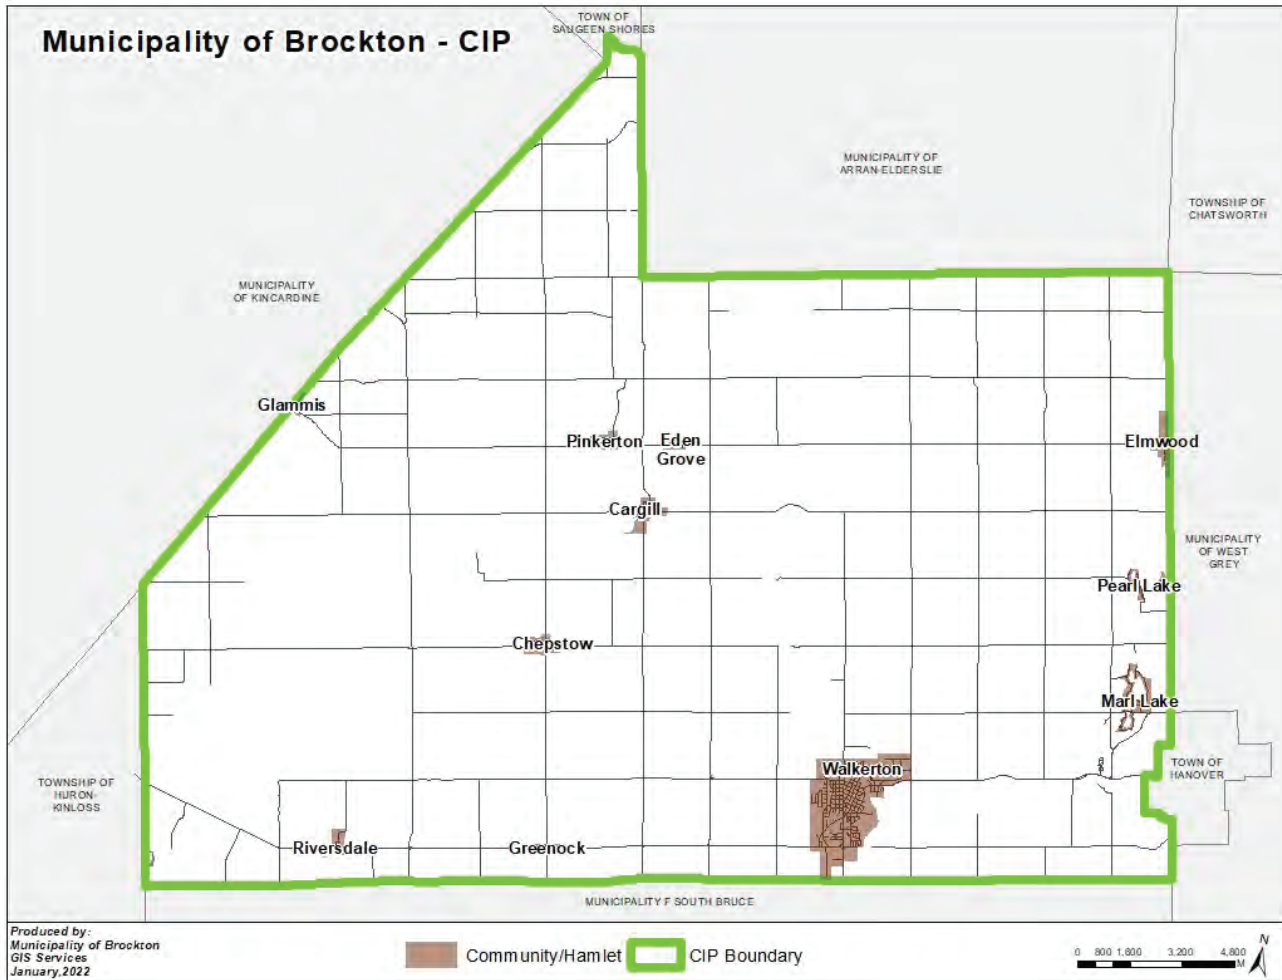 TOWN OF
SAUGEEN SHORES
Municipality of Brockton - CIP
MUNICIPALITY OF
ARRAN-ELDERSLIE
TOWNSHIP OF
CHATSWORTH
MUNICIPALITY
OF KINCARDINE
Glammis
Pinkerton
Eden
Grove
Elmwood
Cargill
MUNICIPALITY
OF WEST
GREY
Pearl Lake
Chepstow
Marl Lake
Walkerton
TOWN OF
HANOVER
TOWNSHIP OF
HURON-
KINLOSS
Riversdale
Greenock
MUNICIPALITY F SOUTH BRUCE
Produced by:
Municipality of Brockton
GIS Services
January,2022
Community/Hamlet
CIP Boundary
0 800 1,600 3,200 4,800
M
N